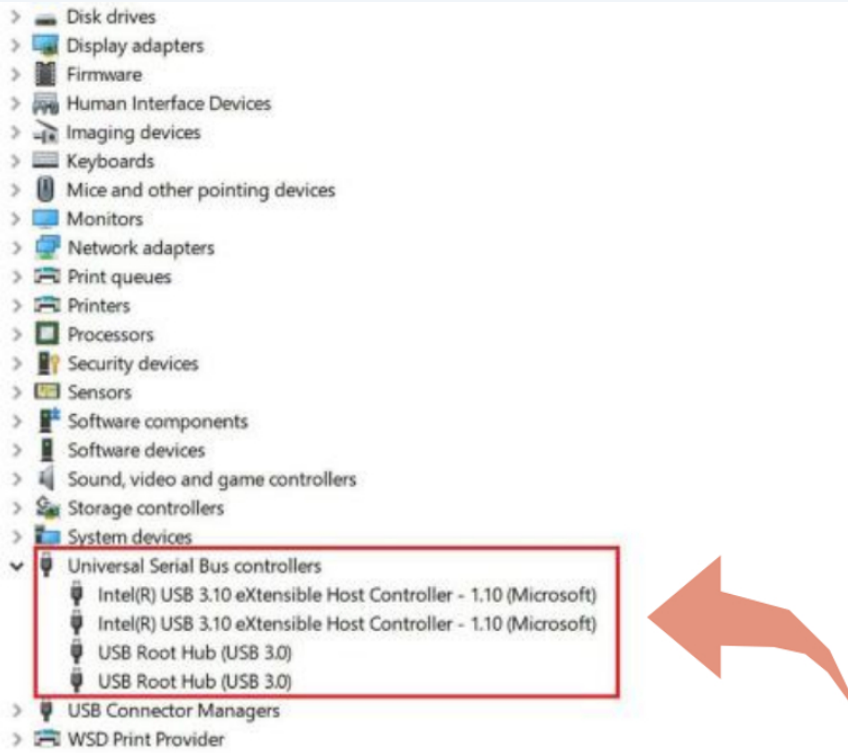 Disk drives
Display adapters
Firmware
Human Interface Devices
Imaging devices
Keyboards
Mice and other pointing devices
Monitors
Network adapters
Print queues
Printers
Processors
Security devices
Sensors
Software components
Software devices
Sound, video and game controllers
Storage controllers
System devices
Universal Serial Bus controllers
Intel(R) USB 3.10 eXtensible Host Controller - 1.10 (Microsoft)
Intel(R) USB 3.10 eXtensible Host Controller - 1.10 (Microsoft)
USB Root Hub (USB 3.0)
USB Root Hub (USB 3.0)
USB Connector Managers
WSD Print Provider